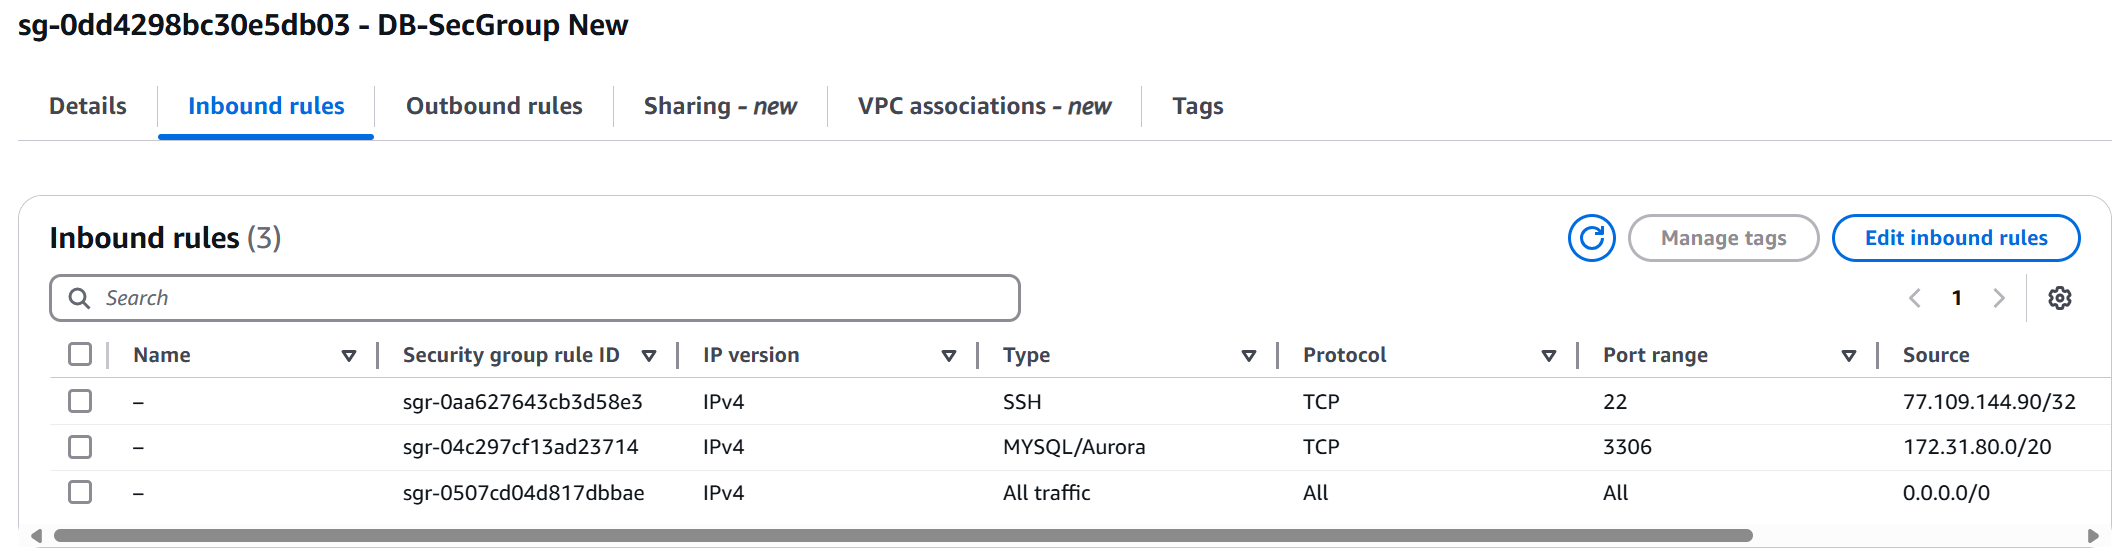 sg-0dd4298bc30e5db03 - DB-SecGroup New
Details Inbound rules Outbound rules Sharing - new VPC associations - new Tags
Inbound rules (3) Manage tags Edit inbound rules
Search 1
Name Security group rule ID IP version Type Protocol Port range Source
– sgr-0aa627643cb3d58e3 IPv4 SSH TCP 22 77.109.144.90/32
– sgr-04c297cf13ad23714 IPv4 MYSQL/Aurora TCP 3306 172.31.80.0/20
– sgr-0507cd04d817dbbae IPv4 All traffic All All 0.0.0.0/0